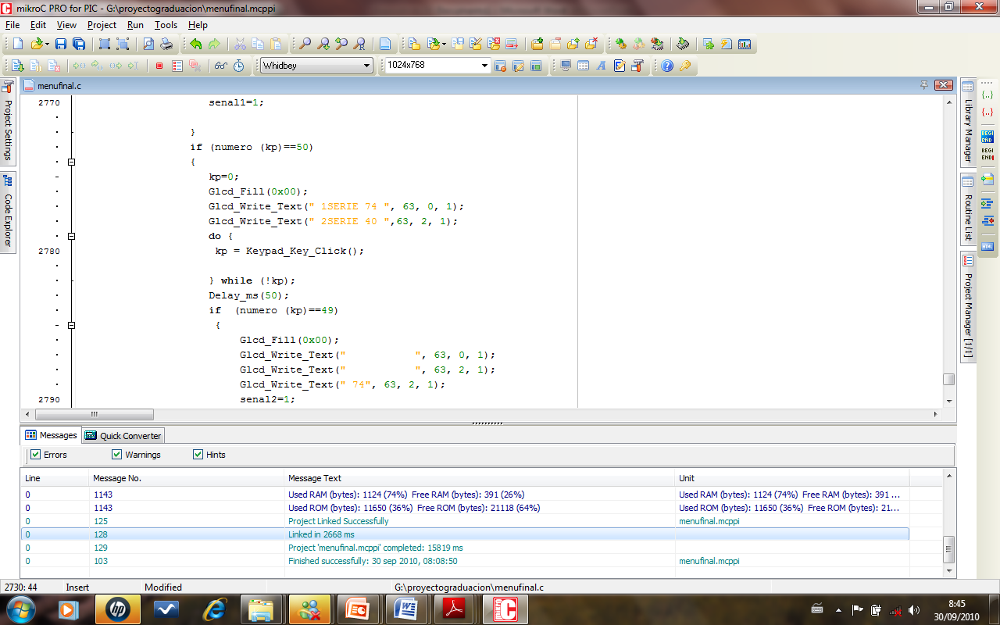 mikroC PRO for PIC - G:\proyectograduacion\menufinal.mcppi
File Edit View Project Run Tools Help
Whidbey 1024x768
menufinal.c
Project Settings
Code Explorer
Library Manager
Routine List
Project Manager [1/1]
BEGI
END
BEGI
END
HTML
2770 senal1=1;
}
if (numero (kp)==50)
{
kp=0;
Glcd_Fill(0x00);
Glcd_Write_Text(" 1SERIE 74 ", 63, 0, 1);
Glcd_Write_Text(" 2SERIE 40 ",63, 2, 1);
do {
2780 kp = Keypad_Key_Click();
} while (!kp);
Delay_ms(50);
if  (numero (kp)==49)
{
Glcd_Fill(0x00);
Glcd_Write_Text("           ", 63, 0, 1);
Glcd_Write_Text("           ", 63, 2, 1);
Glcd_Write_Text(" 74", 63, 2, 1);
2790 senal2=1;
Messages Quick Converter
Errors Warnings Hints
Line Message No. Message Text Unit
0 1143 Used RAM (bytes): 1124 (74%) Free RAM (bytes): 391 (26%) Used RAM (bytes): 1124 (74%) Free RAM (bytes): 391 ...
0 1143 Used ROM (bytes): 11650 (36%) Free ROM (bytes): 21118 (64%) Used ROM (bytes): 11650 (36%) Free ROM (bytes): 21...
0 125 Project Linked Successfully menufinal.mcppi
0 128 Linked in 2668 ms
0 129 Project 'menufinal.mcppi' completed: 15819 ms
0 103 Finished successfully: 30 sep 2010, 08:08:50 menufinal.mcppi
2730: 44 Insert Modified G:\proyectograduacion\menufinal.c
8:45
30/09/2010